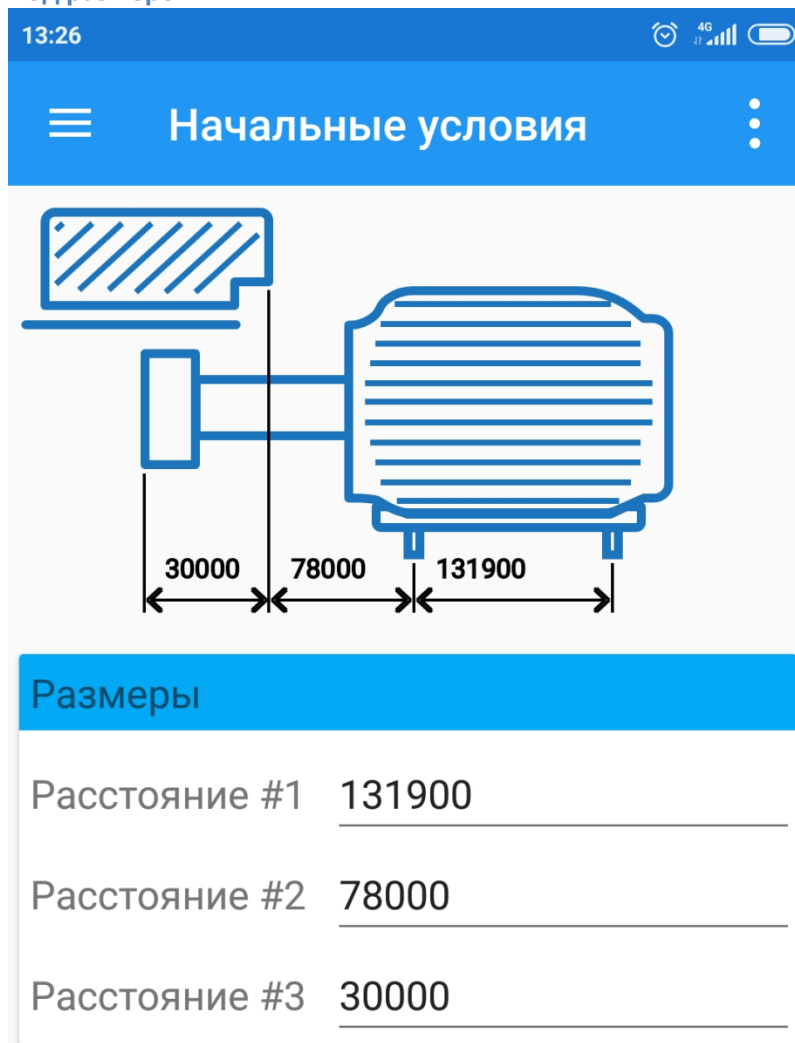 13:26
4G
Начальные условия
30000 78000 131900
Размеры
Расстояние #1 131900
Расстояние #2 78000
Расстояние #3 30000